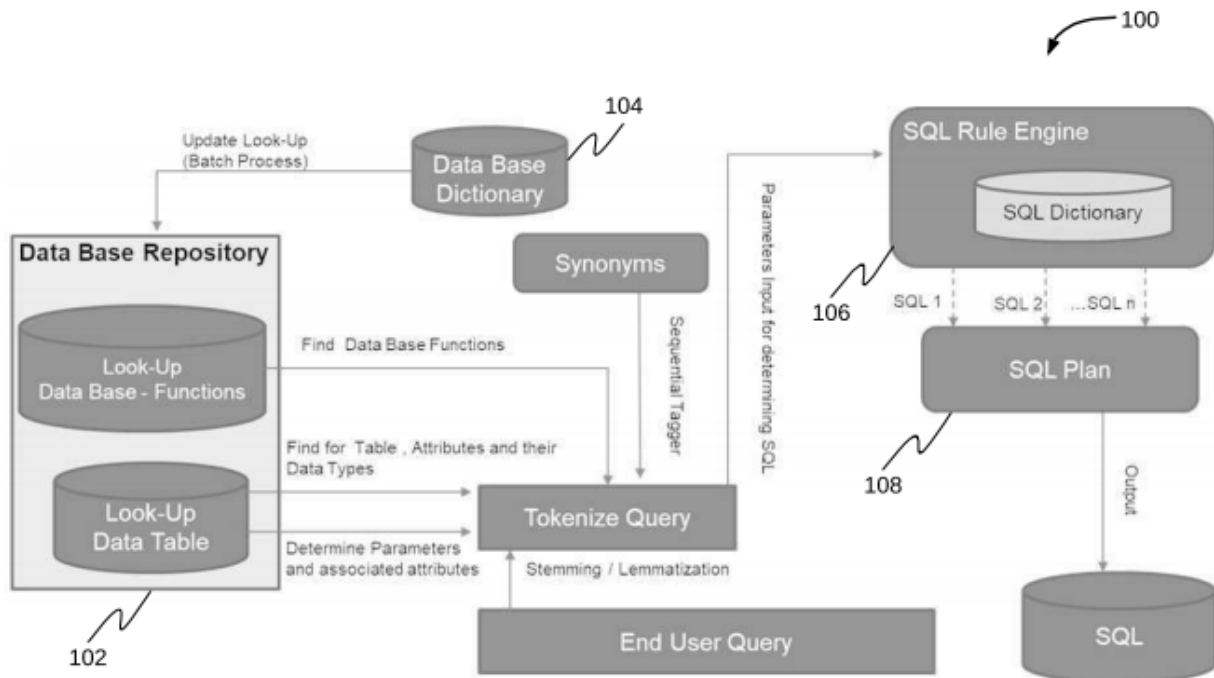 100
104
Update Look-Up
(Batch Process)
Data Base
Dictionary
SQL Rule Engine
SQL Dictionary
Data Base Repository
Synonyms
Parameters Input for determining SQL
106
SQL 1
SQL 2
...SQL n
Look-Up
Data Base - Functions
Find Data Base Functions
Sequential Tagger
SQL Plan
Find for Table , Attributes and their
Data Types
108
Look-Up
Data Table
Tokenize Query
Output
Determine Parameters
and associated attributes
Stemming / Lemmatization
End User Query
SQL
102